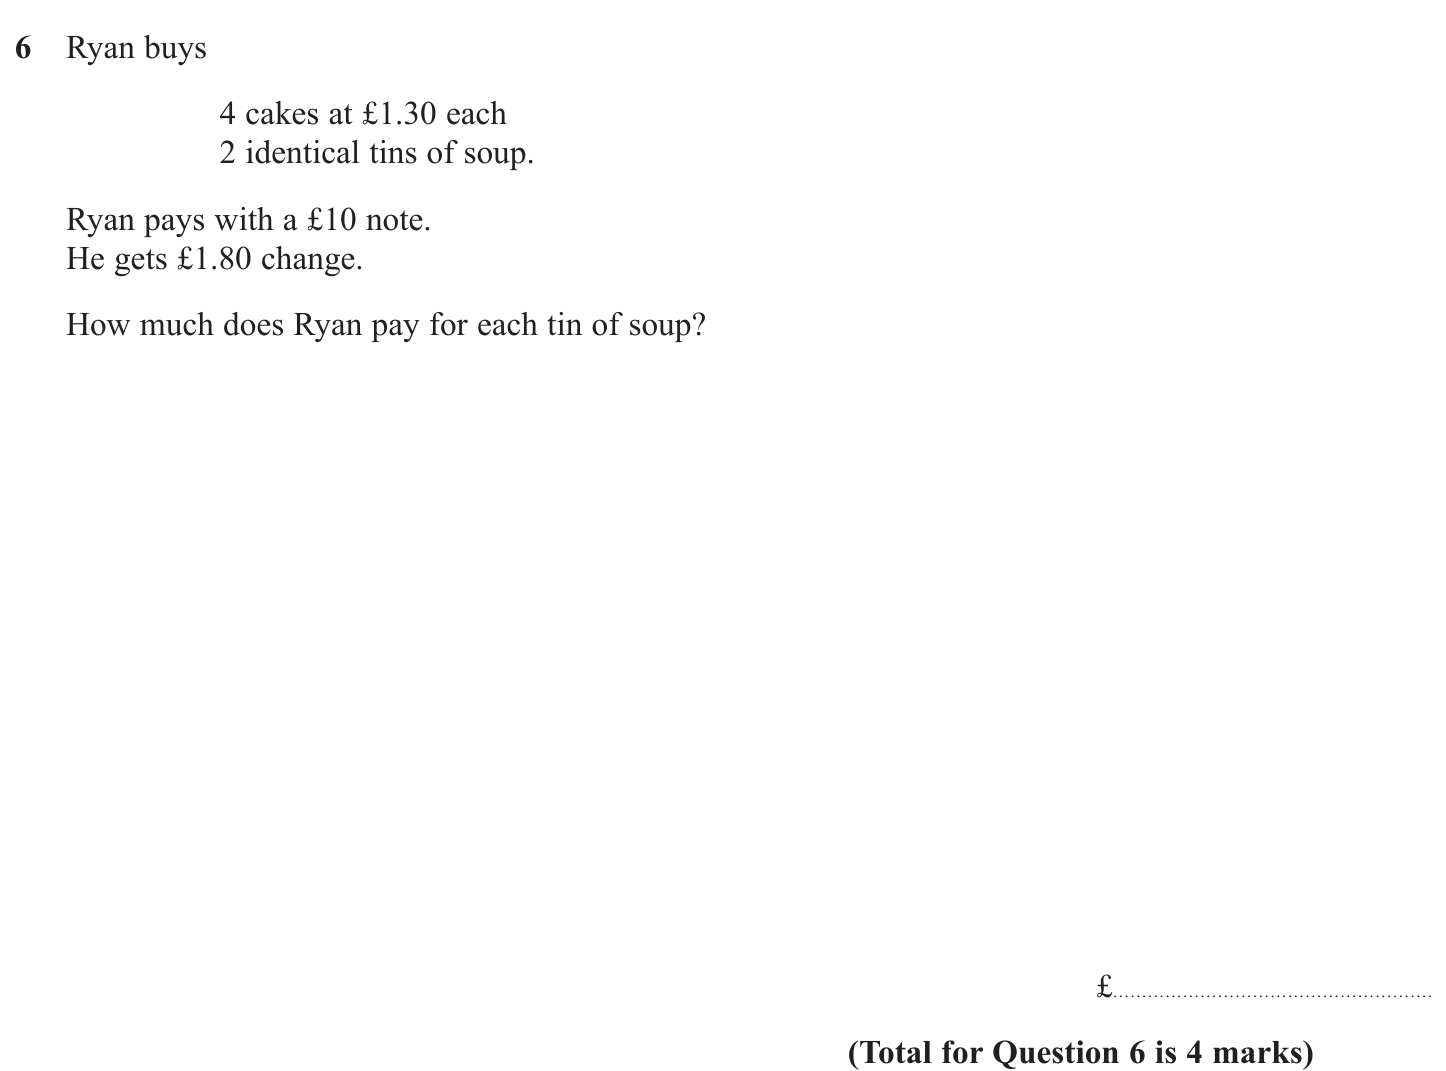 6 Ryan buys
4 cakes at £1.30 each
2 identical tins of soup.
Ryan pays with a £10 note.
He gets £1.80 change.
How much does Ryan pay for each tin of soup?
£.......................................................
(Total for Question 6 is 4 marks)